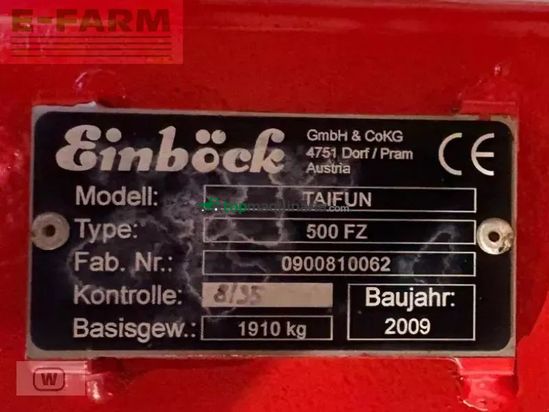 E-FARM
Einböck
GmbH & CoKG
4751 Dorf / Pram
Austria
CE
Modell: TAIFUN
Type: 500 FZ
Fab. Nr.: 0900810062
Kontrolle: 8/35
Baujahr: 2009
Basisgew.: 1910 kg
W